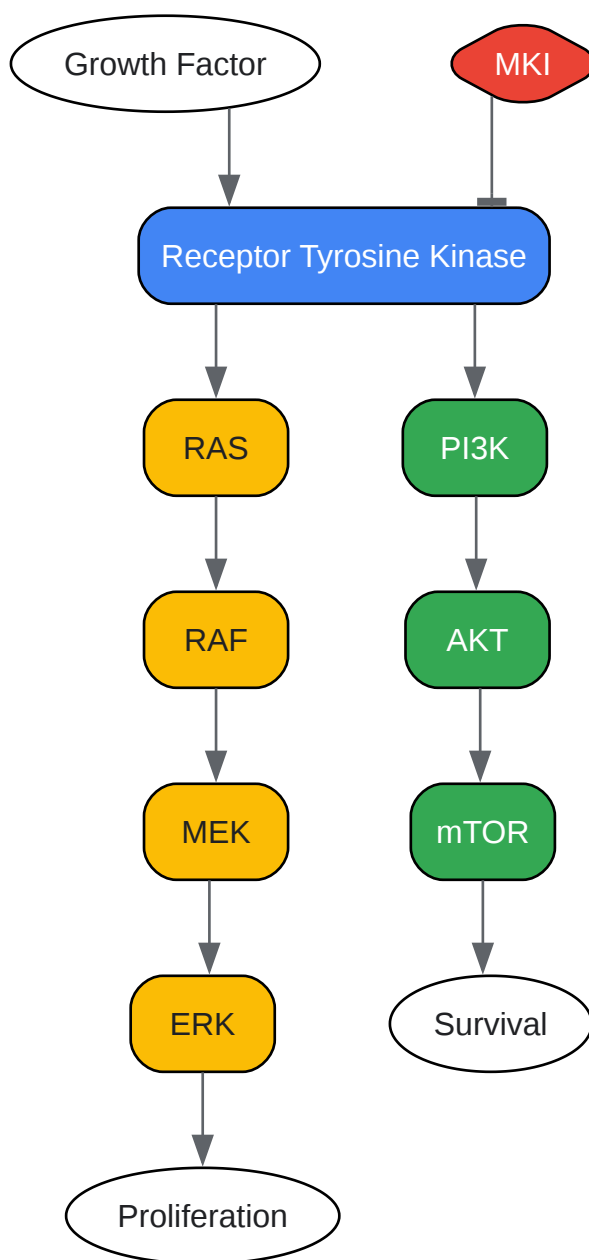 Growth Factor
MKI
Receptor Tyrosine Kinase
RAS
PI3K
RAF
AKT
MEK
mTOR
ERK
Survival
Proliferation